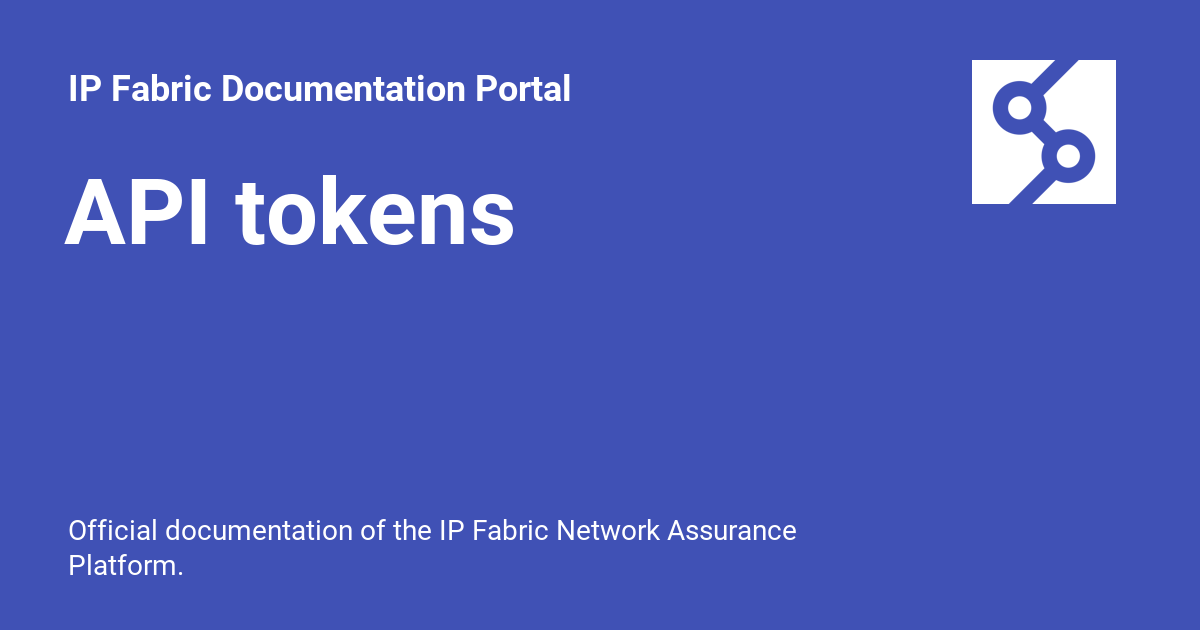 IP Fabric Documentation Portal
API tokens
Official documentation of the IP Fabric Network Assurance
Platform.